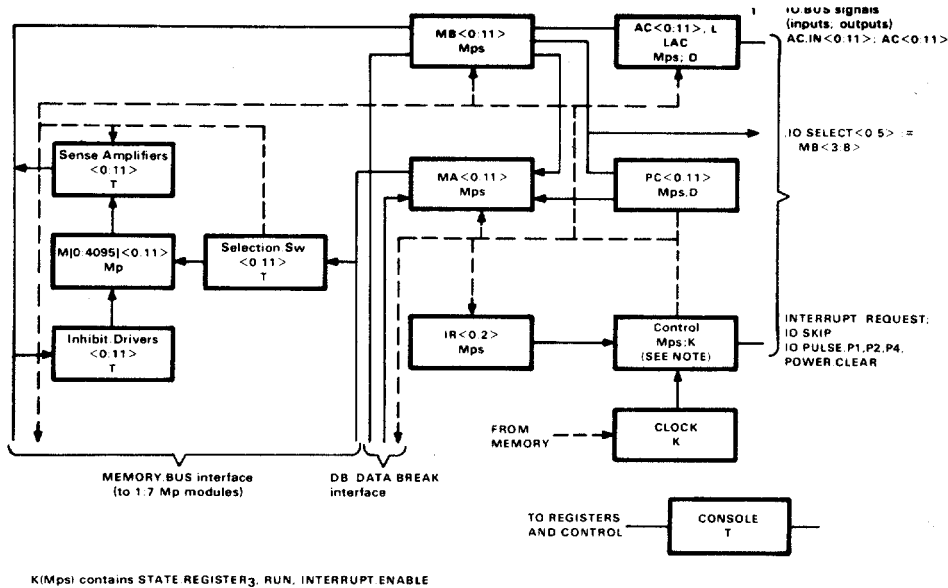 IO.BUS signals
(inputs; outputs)
AC.IN<0:11>; AC<0:11>
MB<0:11>
Mps
AC<0:11>, L
LAC
Mps; D
IO SELECT<0:5> :=
MB<3:8>
Sense Amplifiers
<0:11>
T
MA<0:11>
Mps
PC<0:11>
Mps.D
M[0:4095]<0:11>
Mp
Selection Sw
<0:11>
T
Inhibit.Drivers
<0:11>
T
IR<0.2>
Mps
Control
Mps:K
(SEE NOTE)
INTERRUPT REQUEST;
IO SKIP
IO PULSE.P1,P2,P4,
POWER.CLEAR
FROM
MEMORY
CLOCK
K
MEMORY.BUS interface
(to 1:7 Mp modules)
DB DATA BREAK
interface
TO REGISTERS
AND CONTROL
CONSOLE
T
K(Mps) contains STATE.REGISTER3, RUN, INTERRUPT.ENABLE